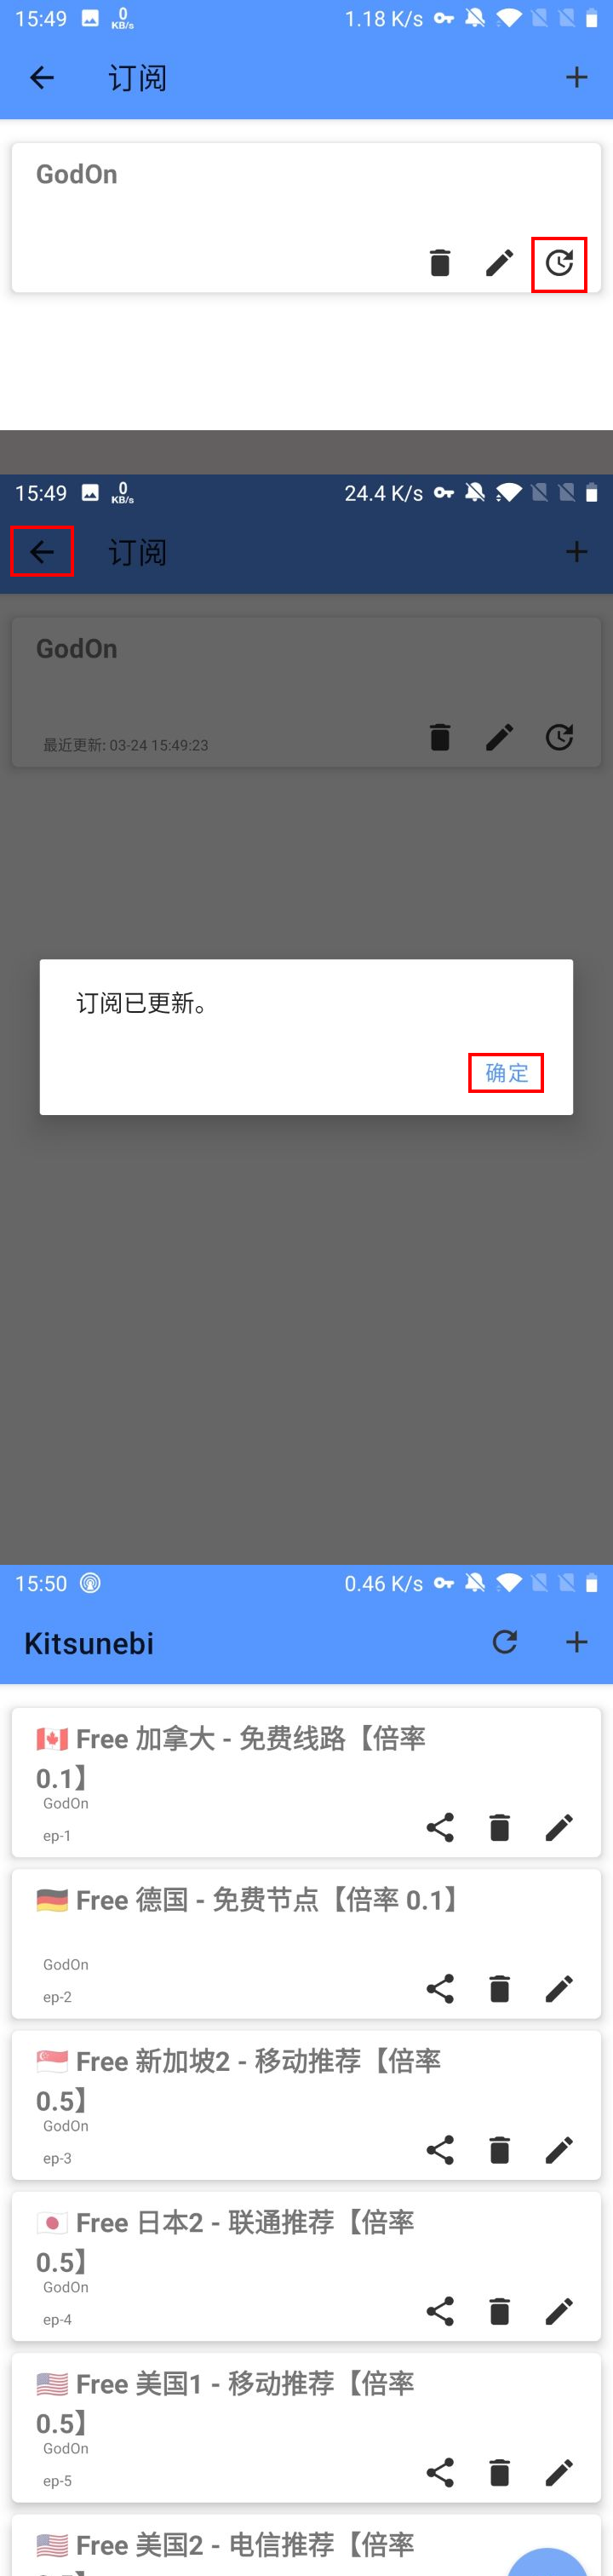 15:49 0 KB/s 1.18 K/s
订阅
GodOn
15:49 0 KB/s 24.4 K/s
订阅
GodOn
最近更新: 03-24 15:49:23
订阅已更新。
确定
15:50 0.46 K/s
Kitsunebi
🇨🇦 Free 加拿大 - 免费线路【倍率
0.1】
GodOn
ep-1
🇩🇪 Free 德国 - 免费节点【倍率 0.1】
GodOn
ep-2
🇸🇬 Free 新加坡2 - 移动推荐【倍率
0.5】
GodOn
ep-3
🇯🇵 Free 日本2 - 联通推荐【倍率
0.5】
GodOn
ep-4
🇺🇸 Free 美国1 - 移动推荐【倍率
0.5】
GodOn
ep-5
🇺🇸 Free 美国2 - 电信推荐【倍率